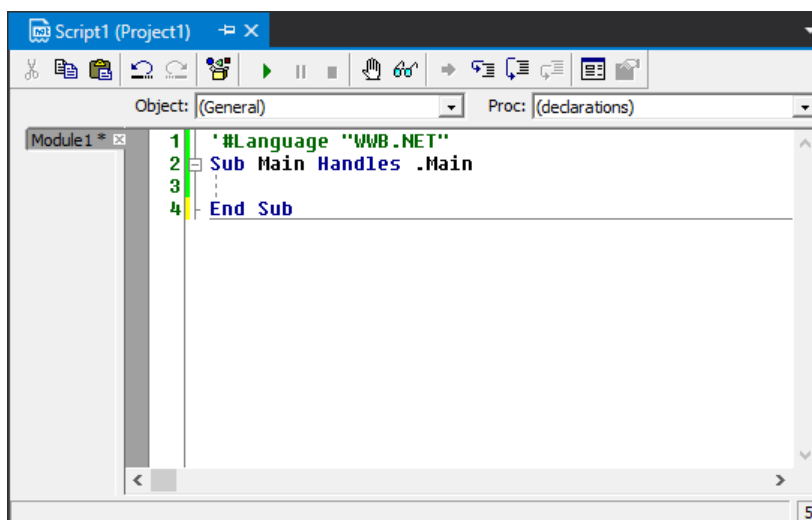 Script1 (Project1)
Object: (General) Proc: (declarations)
Module1 *
1 '#Language "WWB.NET"
2 Sub Main Handles .Main
3
4 End Sub
5